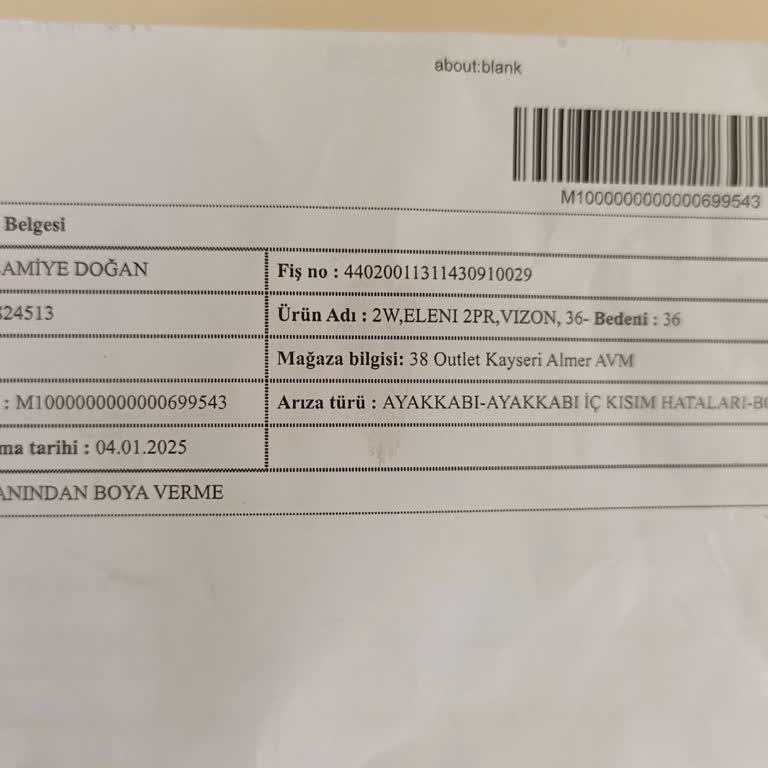 about:blank
M1000000000000699543
Belgesi
AMİYE DOĞAN
Fiş no : 44020011311430910029
824513
Ürün Adı : 2W,ELENI 2PR,VIZON, 36- Bedeni : 36
Mağaza bilgisi: 38 Outlet Kayseri Almer AVM
: M1000000000000699543
Arıza türü : AYAKKABI-AYAKKABI İÇ KISIM HATALARI-BO
ma tarihi : 04.01.2025
ANINDAN BOYA VERME